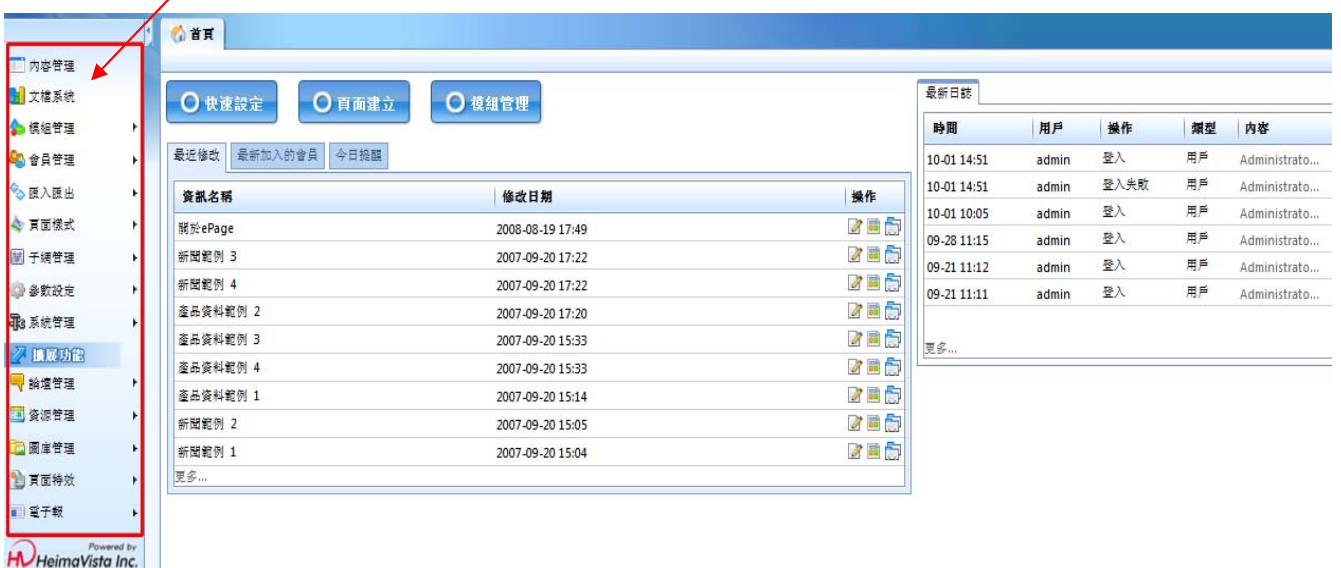 首頁
內容管理
文檔系統
模組管理
會員管理
匯入匯出
頁面樣式
子網管理
參數設定
系統管理
擴展功能
論壇管理
資源管理
圖庫管理
頁面特效
電子報
Powered by
HeimaVista Inc.
快速設定 頁面建立 模組管理
最近修改 最新加入的會員 今日提醒
資訊名稱 修改日期 操作
關於ePage 2008-08-19 17:49
新聞範例 3 2007-09-20 17:22
新聞範例 4 2007-09-20 17:22
產品資料範例 2 2007-09-20 17:20
產品資料範例 3 2007-09-20 15:33
產品資料範例 4 2007-09-20 15:33
產品資料範例 1 2007-09-20 15:14
新聞範例 2 2007-09-20 15:05
新聞範例 1 2007-09-20 15:04
更多...
最新日誌
時間 用戶 操作 類型 內容
10-01 14:51 admin 登入 用戶 Administrato...
10-01 14:51 admin 登入失敗 用戶 Administrato...
10-01 10:05 admin 登入 用戶 Administrato...
09-28 11:15 admin 登入 用戶 Administrato...
09-21 11:12 admin 登入 用戶 Administrato...
09-21 11:11 admin 登入 用戶 Administrato...
更多...